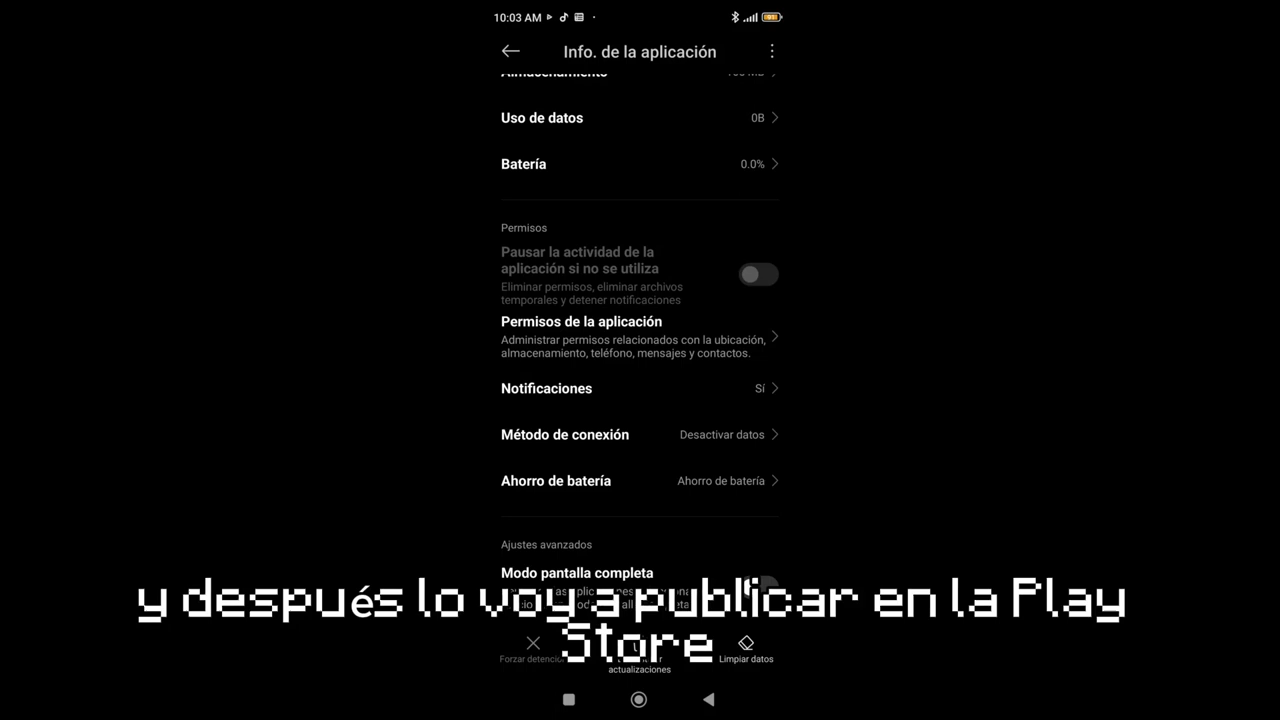 10:03 AM
Info. de la aplicación
Almacenamiento
Uso de datos 0B
Batería 0.0%
Permisos
Pausar la actividad de la
aplicación si no se utiliza
Eliminar permisos, eliminar archivos
temporales y detener notificaciones
Permisos de la aplicación
Administrar permisos relacionados con la ubicación,
almacenamiento, teléfono, mensajes y contactos.
Notificaciones Sí
Método de conexión Desactivar datos
Ahorro de batería Ahorro de batería
Ajustes avanzados
Modo pantalla completa
y después lo voy a publicar en la Play
Store
Forzar detención
actualizaciones
Limpiar datos